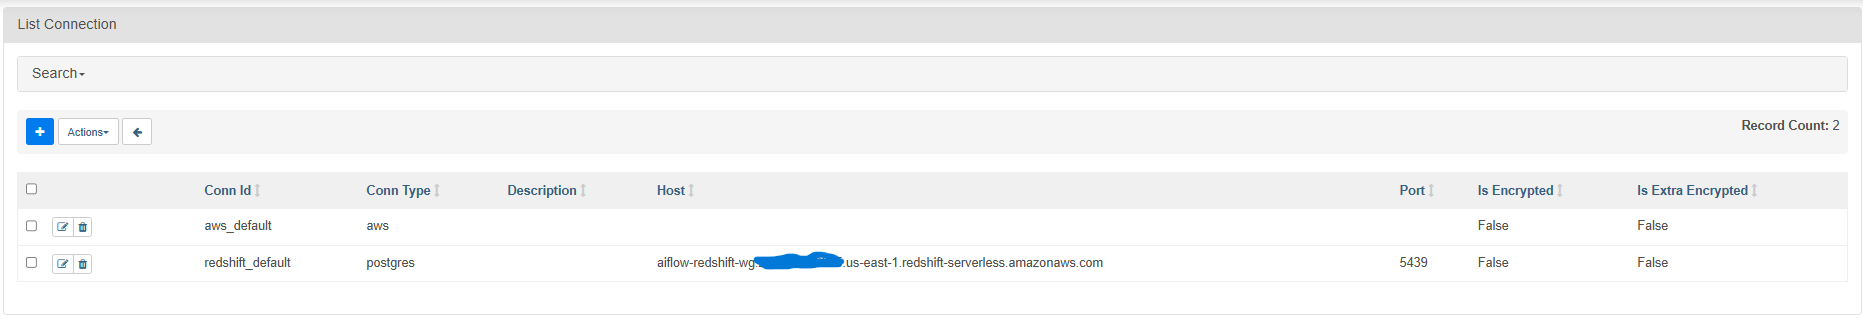 List Connection
Search
Actions
Record Count: 2
Conn Id Conn Type Description Host Port Is Encrypted Is Extra Encrypted
aws_default aws False False
redshift_default postgres aiflow-redshift-wg. .us-east-1.redshift-serverless.amazonaws.com 5439 False False